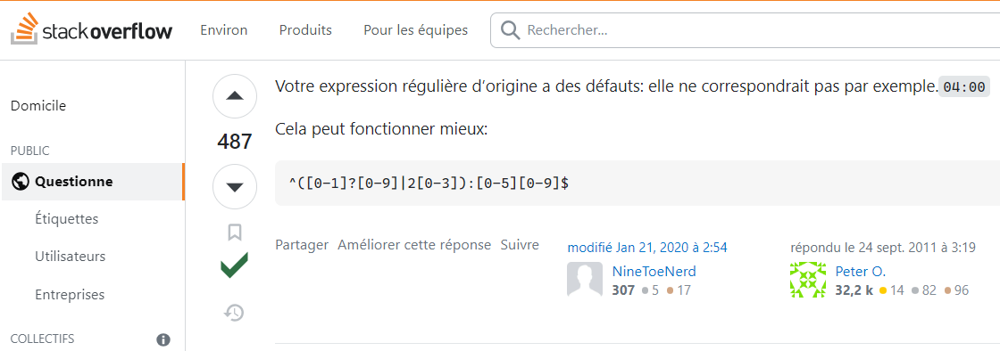 stackoverflow Environ Produits Pour les équipes Rechercher...
Votre expression régulière d'origine a des défauts: elle ne correspondrait pas par exemple. 04:00
Domicile
Cela peut fonctionner mieux:
487
PUBLIC
Questionne
^([0-1]?[0-9]|2[0-3]):[0-5][0-9]$
Étiquettes
Partager Améliorer cette réponse Suivre
modifié Jan 21, 2020 à 2:54
répondu le 24 sept. 2011 à 3:19
Utilisateurs
NineToeNerd
307 5 17
Peter O.
32,2 k 14 82 96
Entreprises
COLLECTIFS